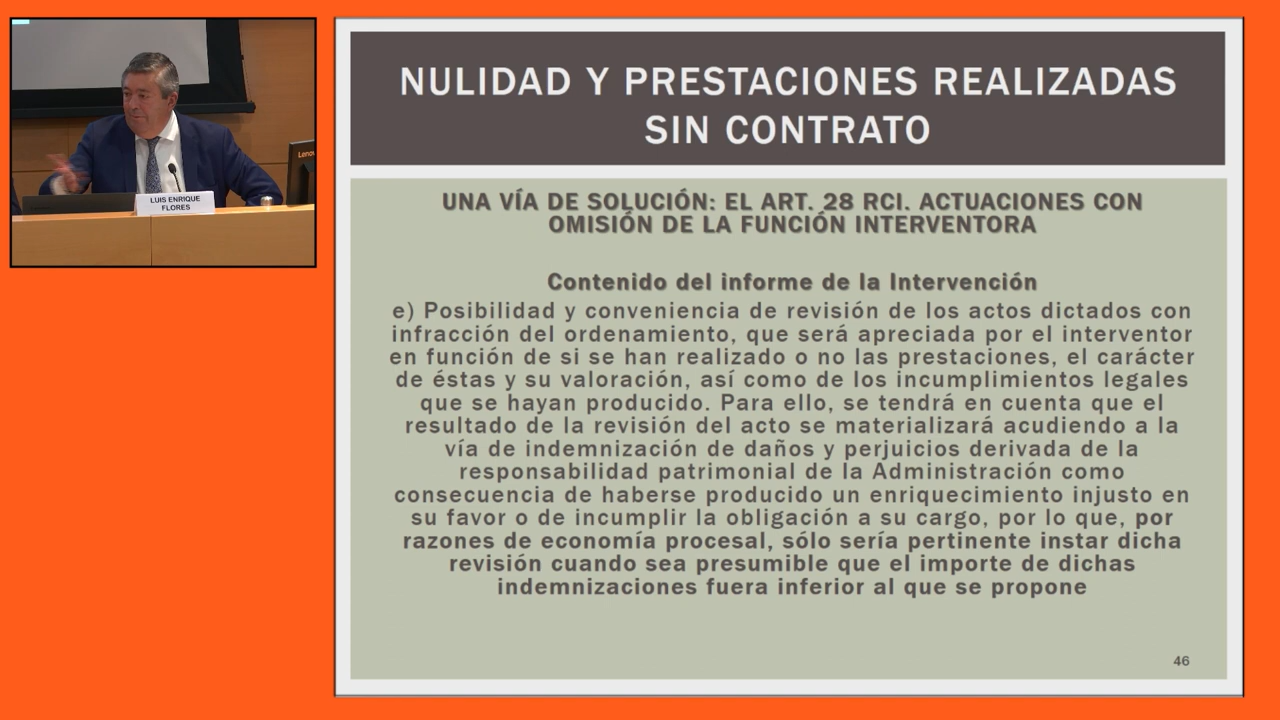 LUIS ENRIQUE
FLORES
Lenovo
NULIDAD Y PRESTACIONES REALIZADAS
SIN CONTRATO
UNA VÍA DE SOLUCIÓN: EL ART. 28 RCI. ACTUACIONES CON
OMISIÓN DE LA FUNCIÓN INTERVENTORA
Contenido del informe de la Intervención
e) Posibilidad y conveniencia de revisión de los actos dictados con
infracción del ordenamiento, que será apreciada por el interventor
en función de si se han realizado o no las prestaciones, el carácter
de éstas y su valoración, así como de los incumplimientos legales
que se hayan producido. Para ello, se tendrá en cuenta que el
resultado de la revisión del acto se materializará acudiendo a la
vía de indemnización de daños y perjuicios derivada de la
responsabilidad patrimonial de la Administración como
consecuencia de haberse producido un enriquecimiento injusto en
su favor o de incumplir la obligación a su cargo, por lo que, por
razones de economía procesal, sólo sería pertinente instar dicha
revisión cuando sea presumible que el importe de dichas
indemnizaciones fuera inferior al que se propone
46